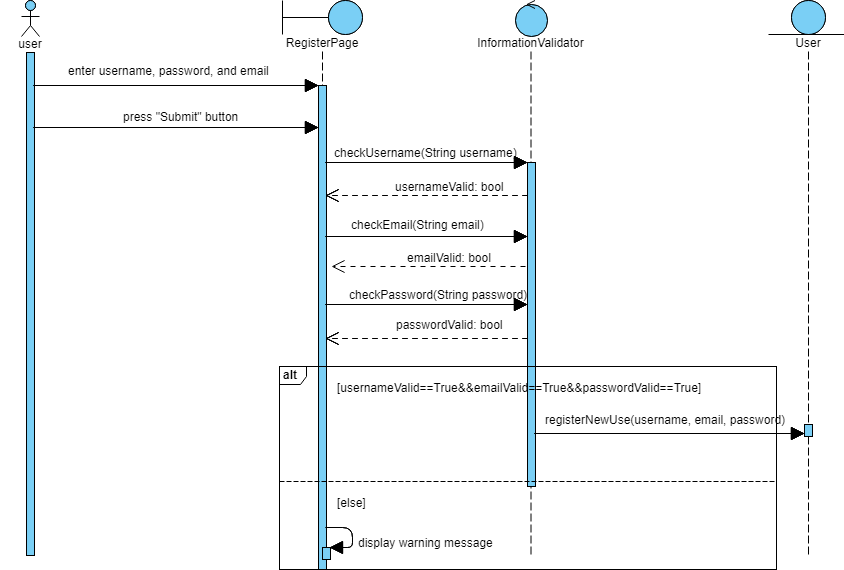 user
RegisterPage
InformationValidator
User
enter username, password, and email
press "Submit" button
checkUsername(String username)
usernameValid: bool
checkEmail(String email)
emailValid: bool
checkPassword(String password)
passwordValid: bool
alt
[usernameValid==True&&emailValid==True&&passwordValid==True]
registerNewUse(username, email, password)
[else]
display warning message